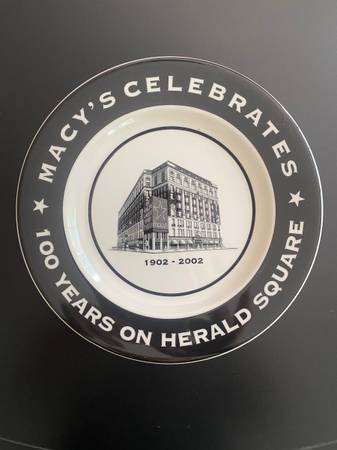 MACY'S CELEBRATES
★ 100 YEARS ON HERALD SQUARE ★
1902 - 2002